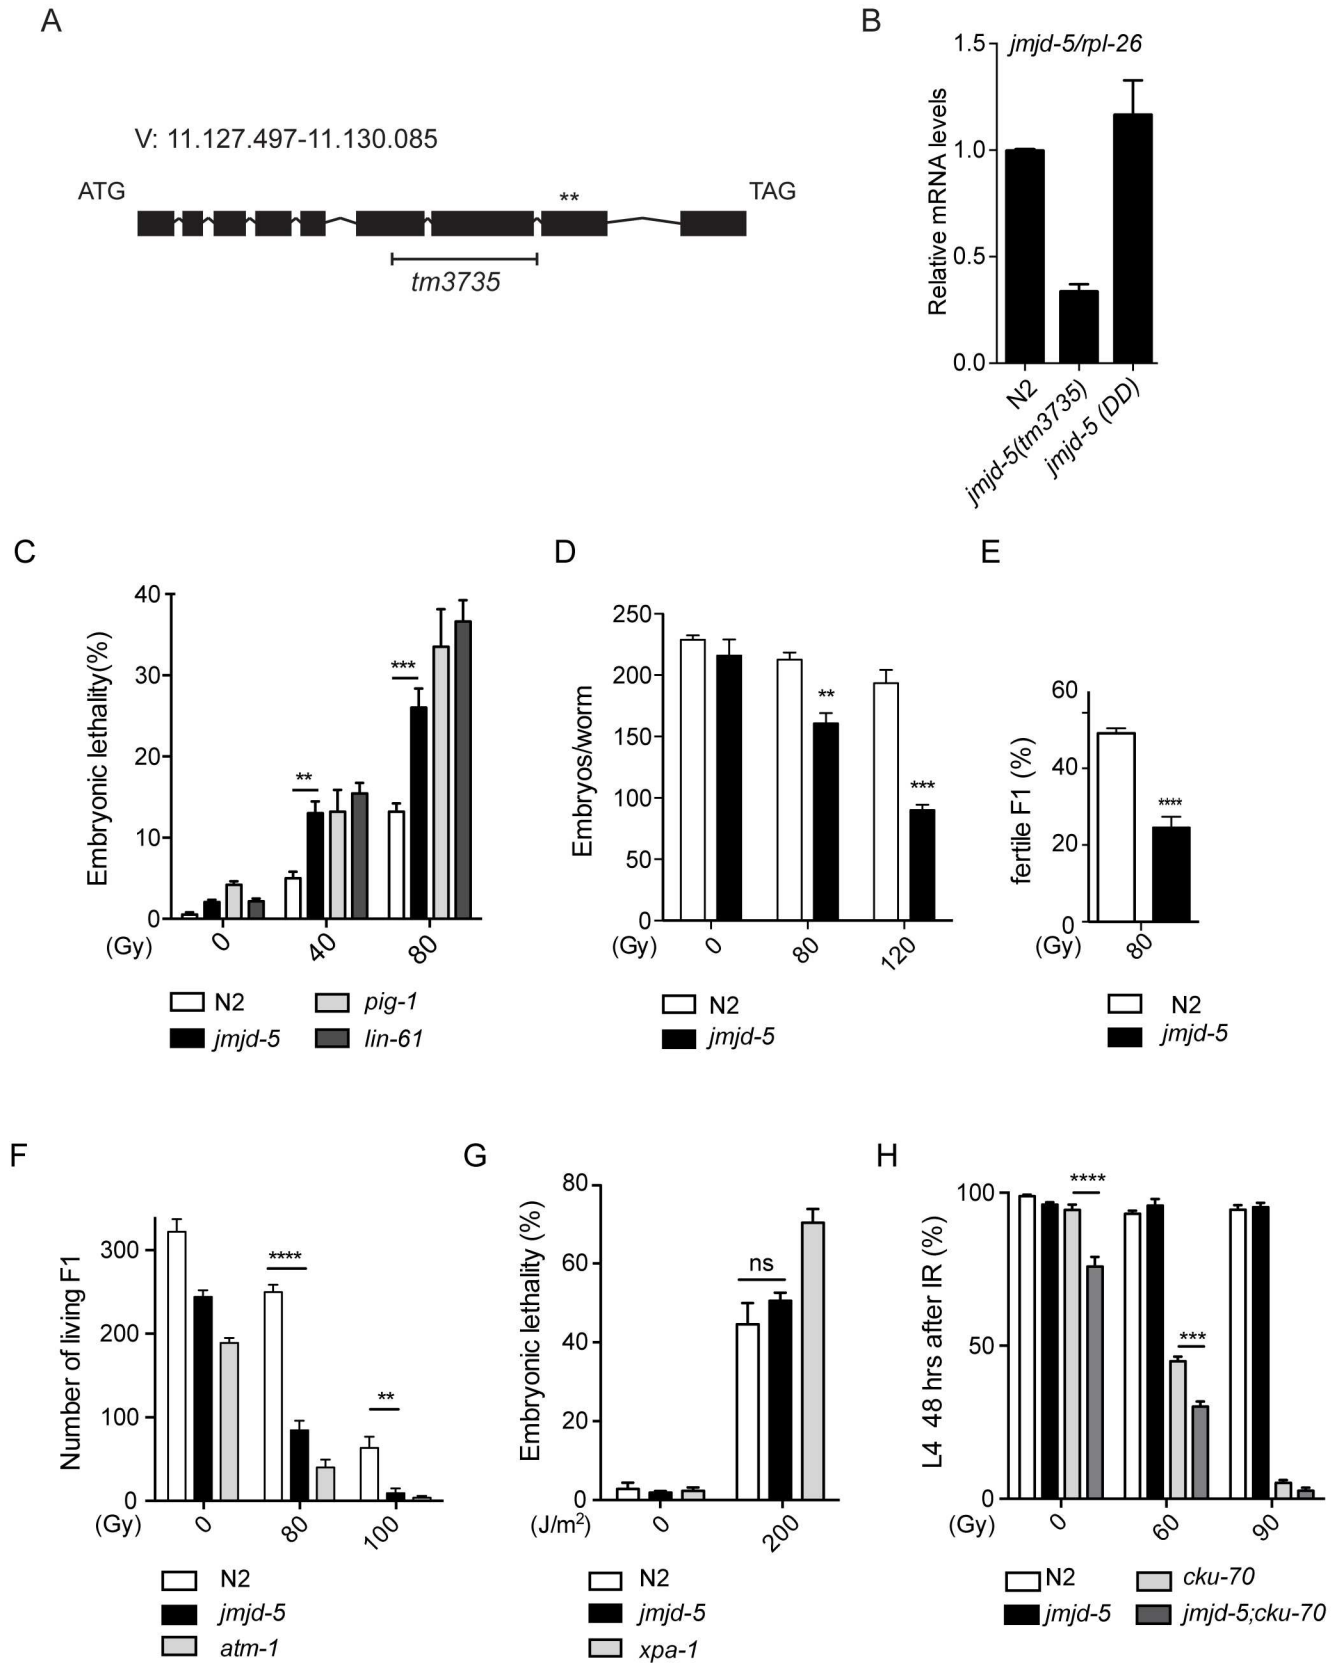 A
V: 11.127.497-11.130.085
ATG
**
TAG
tm3735
B
jmjd-5/rpl-26
Relative mRNA levels
1.5
1.0
0.5
0.0
N2
jmjd-5(tm3735)
jmjd-5 (DD)
C
Embryonic lethality(%)
40
30
20
10
0
**
***
(Gy)
0
40
80
N2
pig-1
jmjd-5
lin-61
D
Embryos/worm
250
200
150
100
50
0
**
***
(Gy)
0
80
120
N2
jmjd-5
E
fertile F1 (%)
60
40
20
0
****
(Gy)
80
N2
jmjd-5
F
Number of living F1
300
200
100
0
****
**
(Gy)
0
80
100
N2
jmjd-5
atm-1
G
Embryonic lethality (%)
80
60
40
20
0
ns
(J/m²)
0
200
N2
jmjd-5
xpa-1
H
L4 48 hrs after IR (%)
100
50
0
****
***
(Gy)
0
60
90
N2
cku-70
jmjd-5
jmjd-5;cku-70